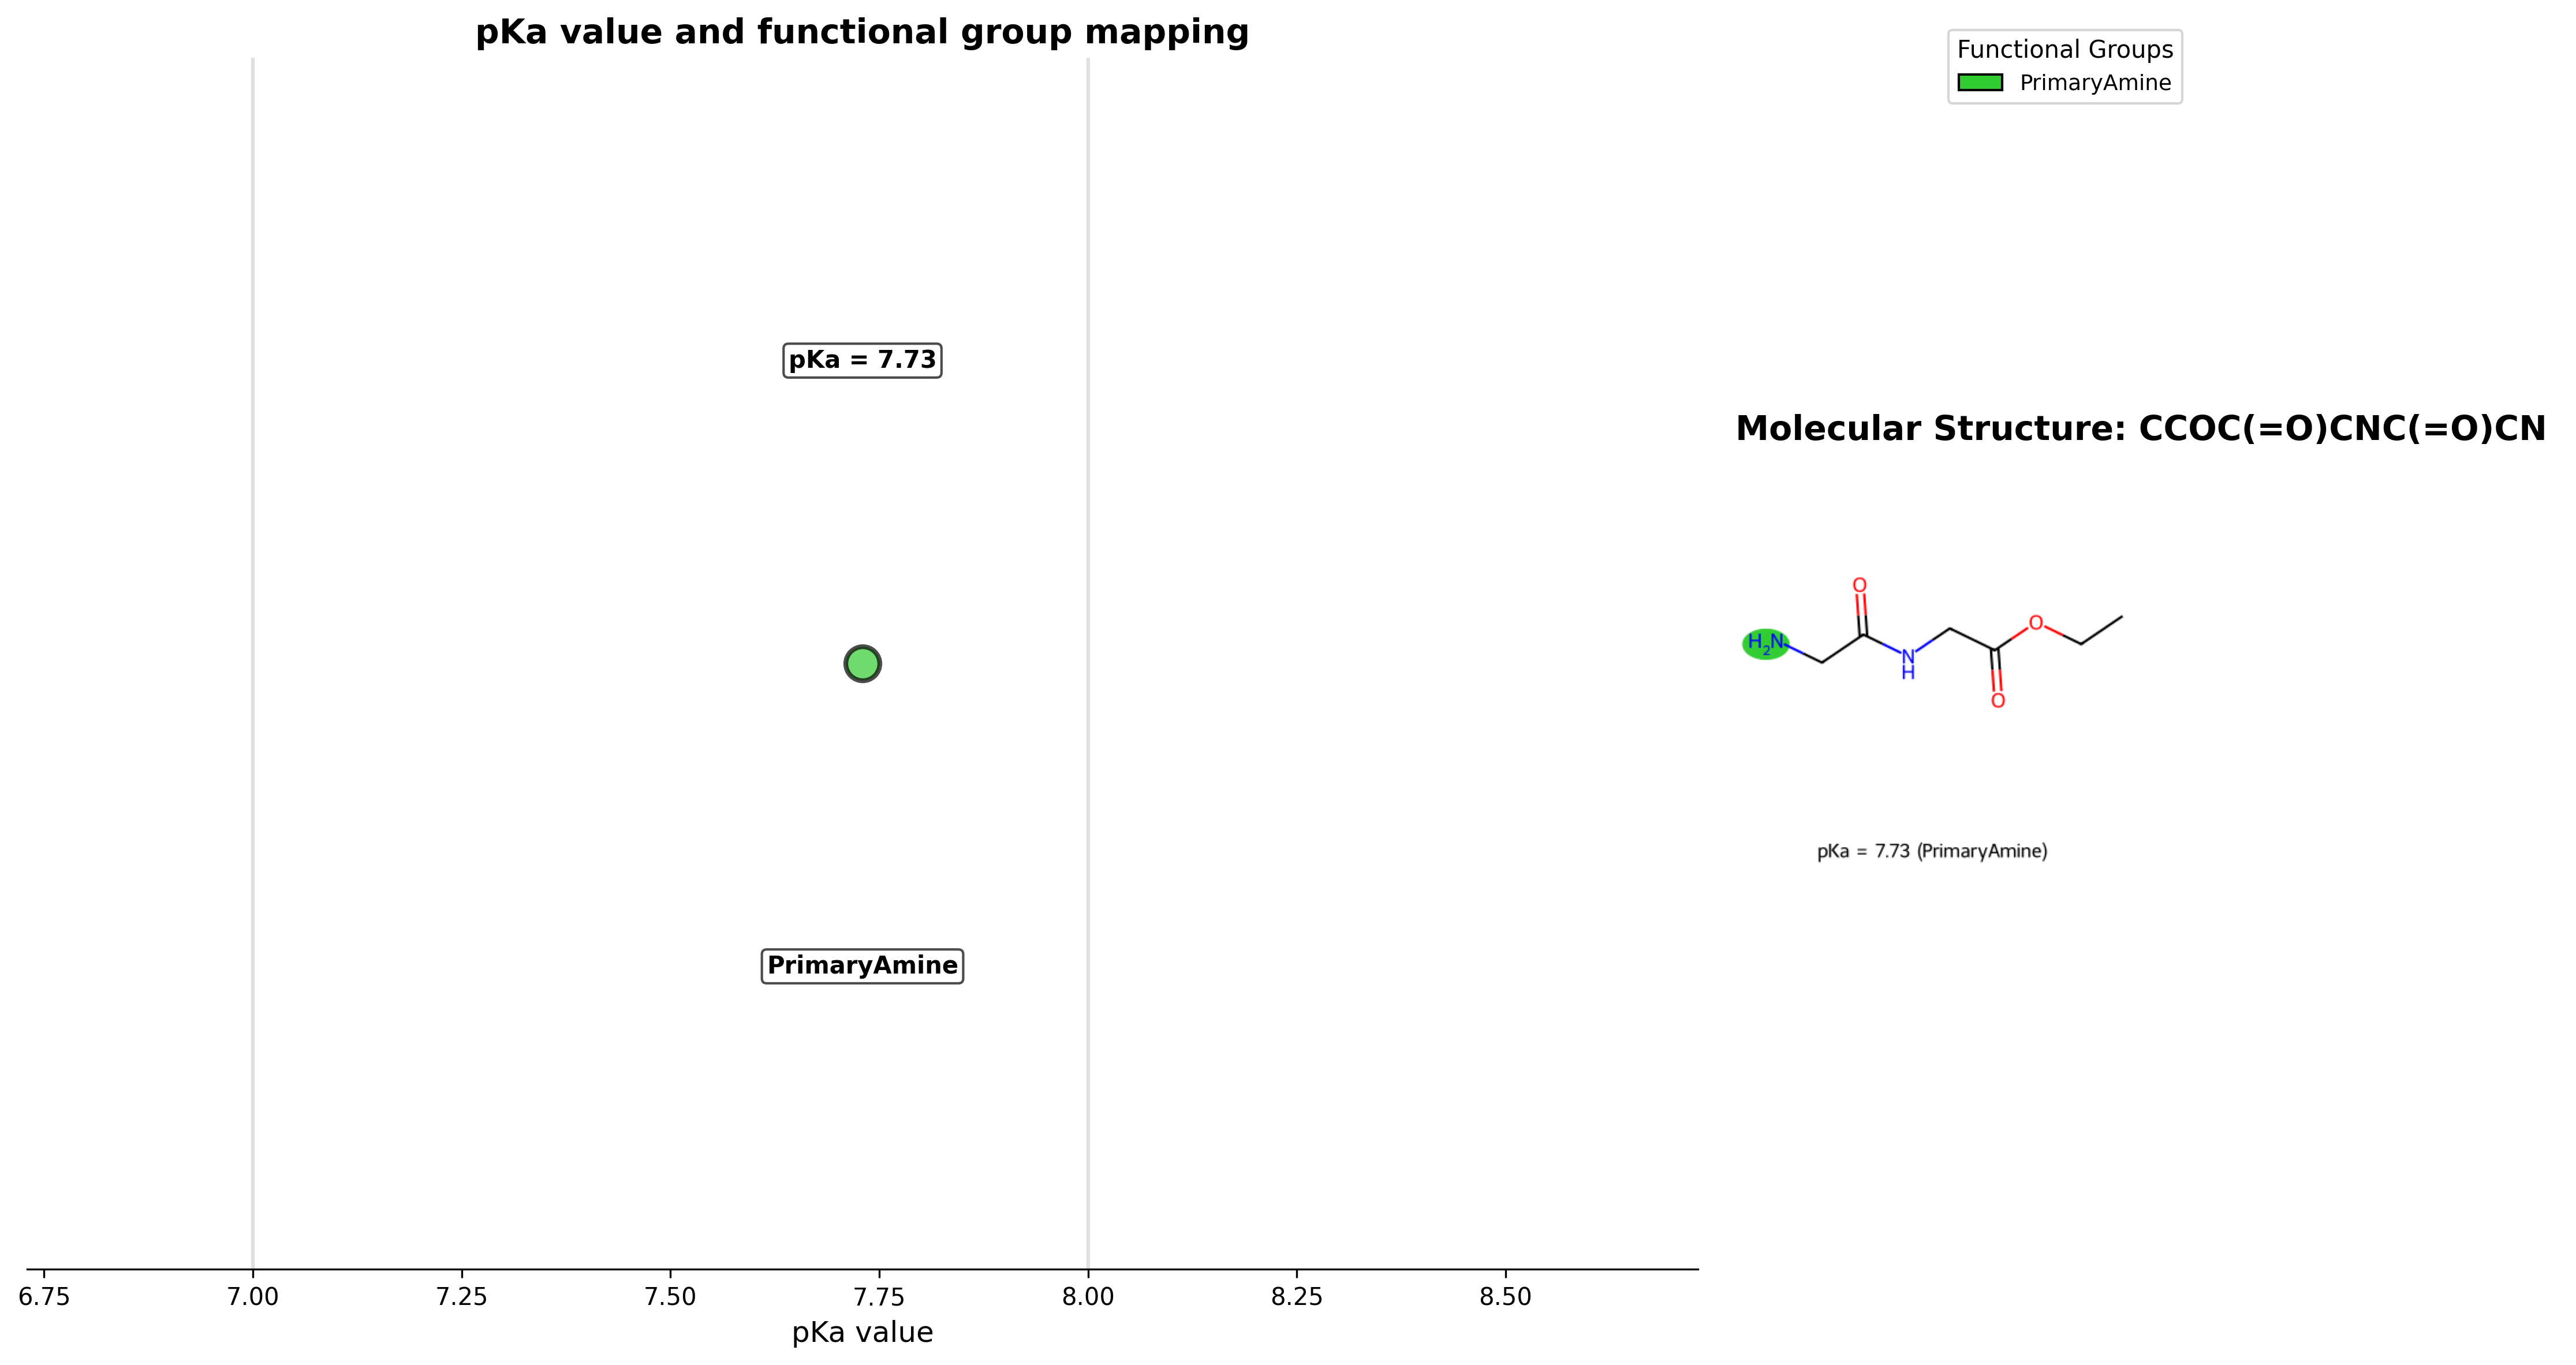 pKa value and functional group mapping
pKa = 7.73
PrimaryAmine
6.75 7.00 7.25 7.50 7.75 8.00 8.25 8.50
pKa value
Functional Groups
PrimaryAmine
Molecular Structure: CCOC(=O)CNC(=O)CN
O
H2N
N
H
O
O
pKa = 7.73 (PrimaryAmine)